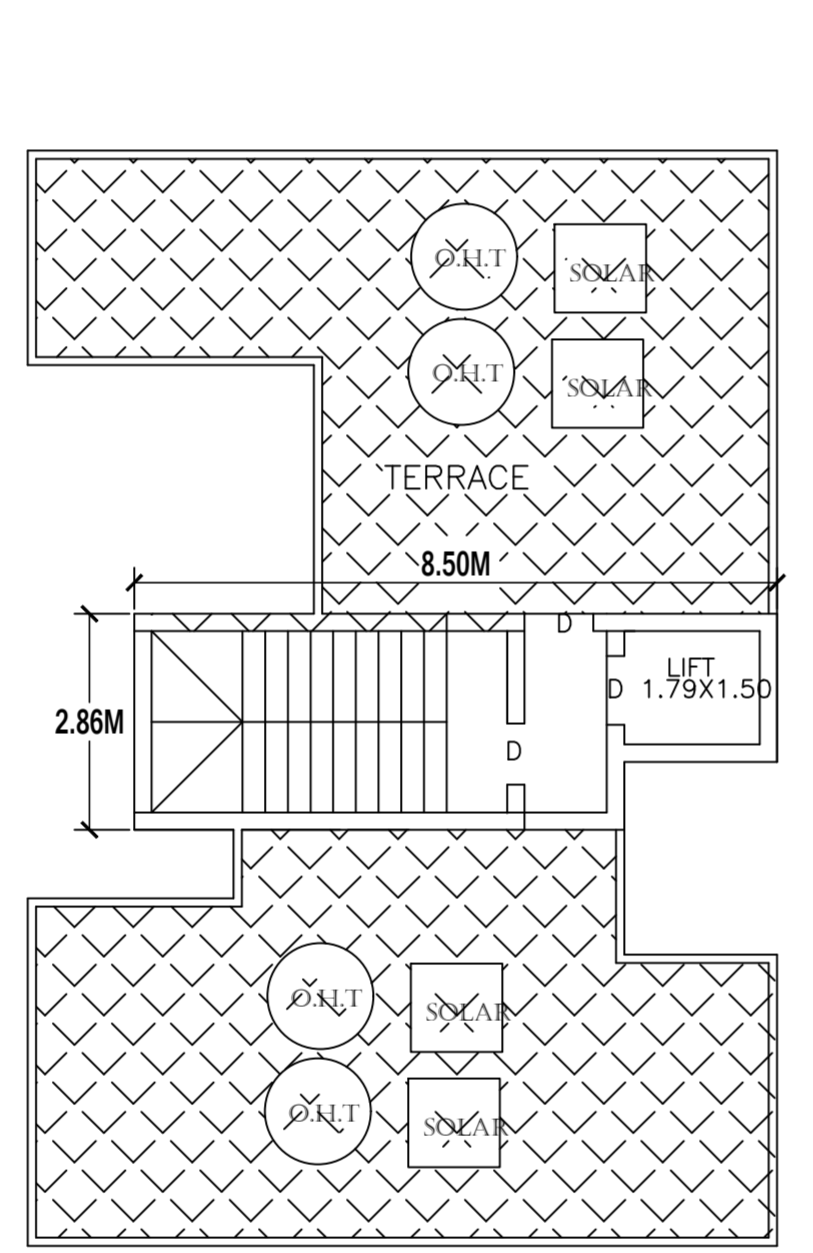 O.H.T
SOLAR
O.H.T
SOLAR
TERRACE
8.50M
D
LIFT
D 1.79X1.50
2.86M
D
O.H.T
SOLAR
O.H.T
SOLAR